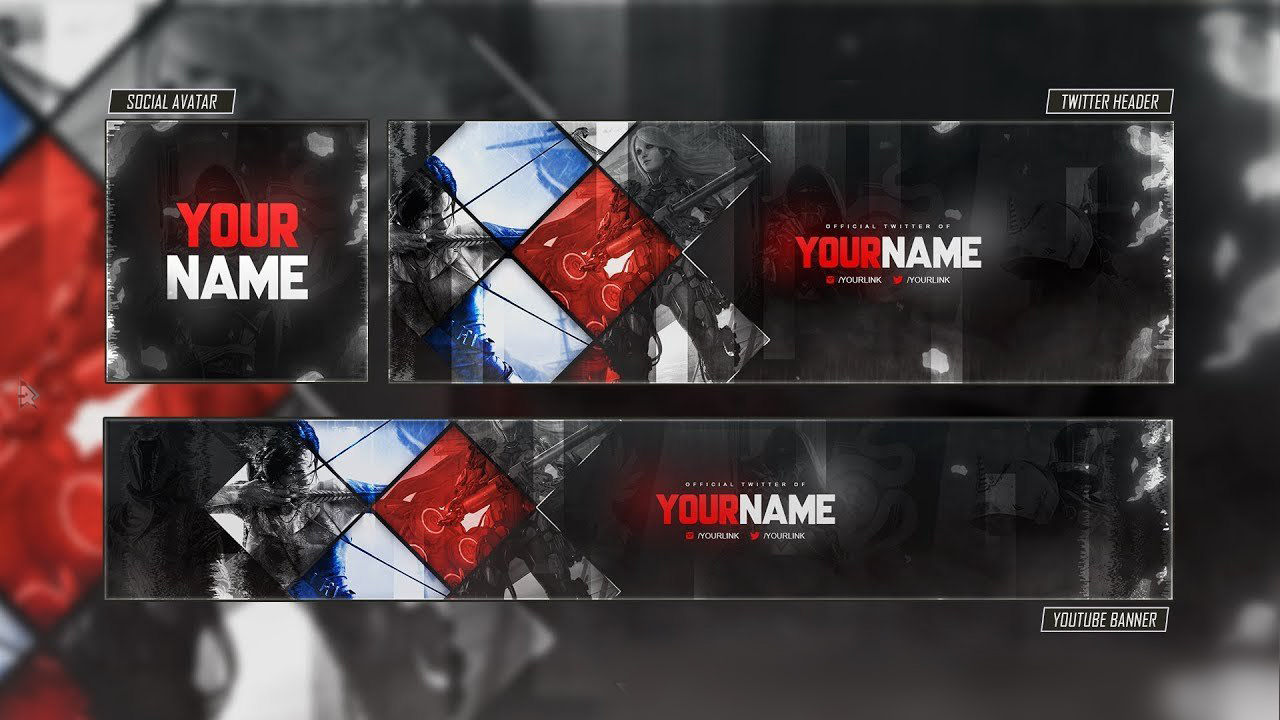 SOCIAL AVATAR
TWITTER HEADER
YOUR
NAME
OFFICIAL TWITTER OF
YOURNAME
/YOURLINK /YOURLINK
OFFICIAL TWITTER OF
YOURNAME
/YOURLINK /YOURLINK
YOUTUBE BANNER